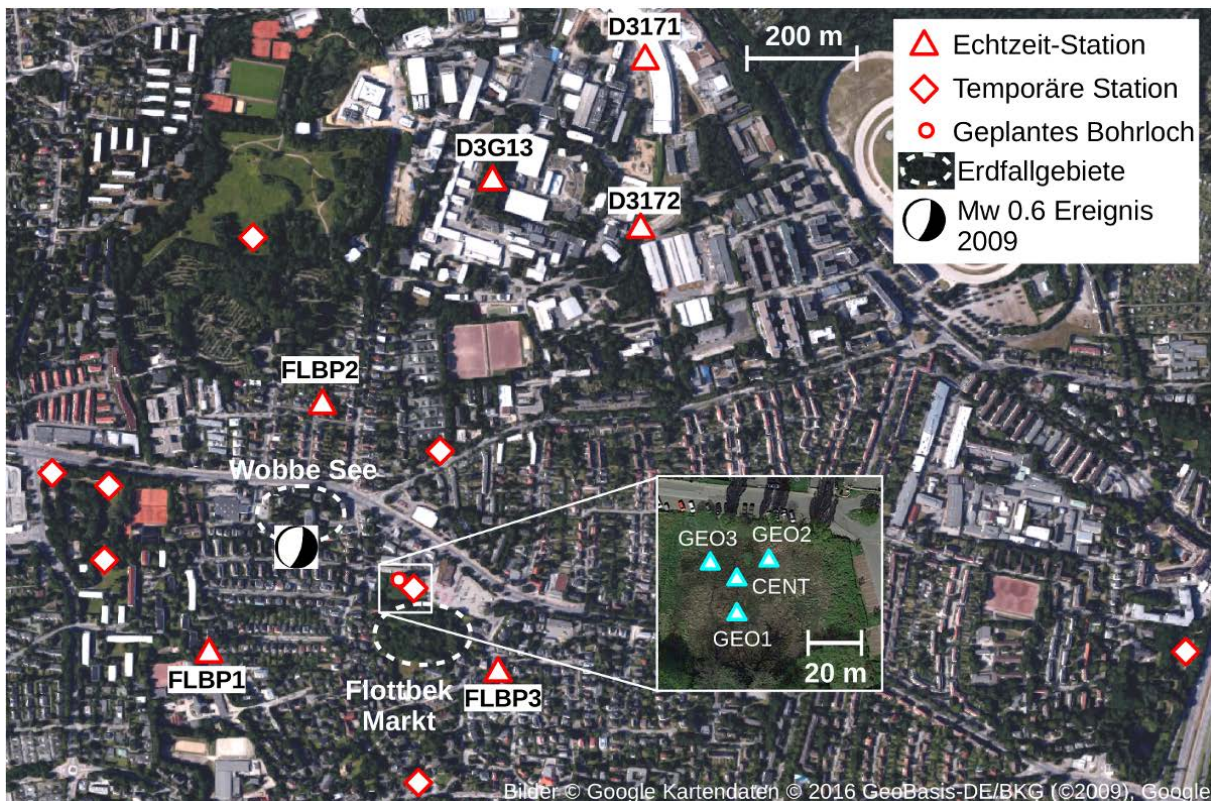 D3171
200 m
Echtzeit-Station
Temporäre Station
Geplantes Bohrloch
Erdfallgebiete
Mw 0.6 Ereignis
2009
D3G13
D3172
FLBP2
Wobbe See
GEO3
GEO2
CENT
GEO1
20 m
FLBP1
Flottbek
Markt
FLBP3
Bilder © Google Kartendaten © 2016 GeoBasis-DE/BKG (©2009), Google